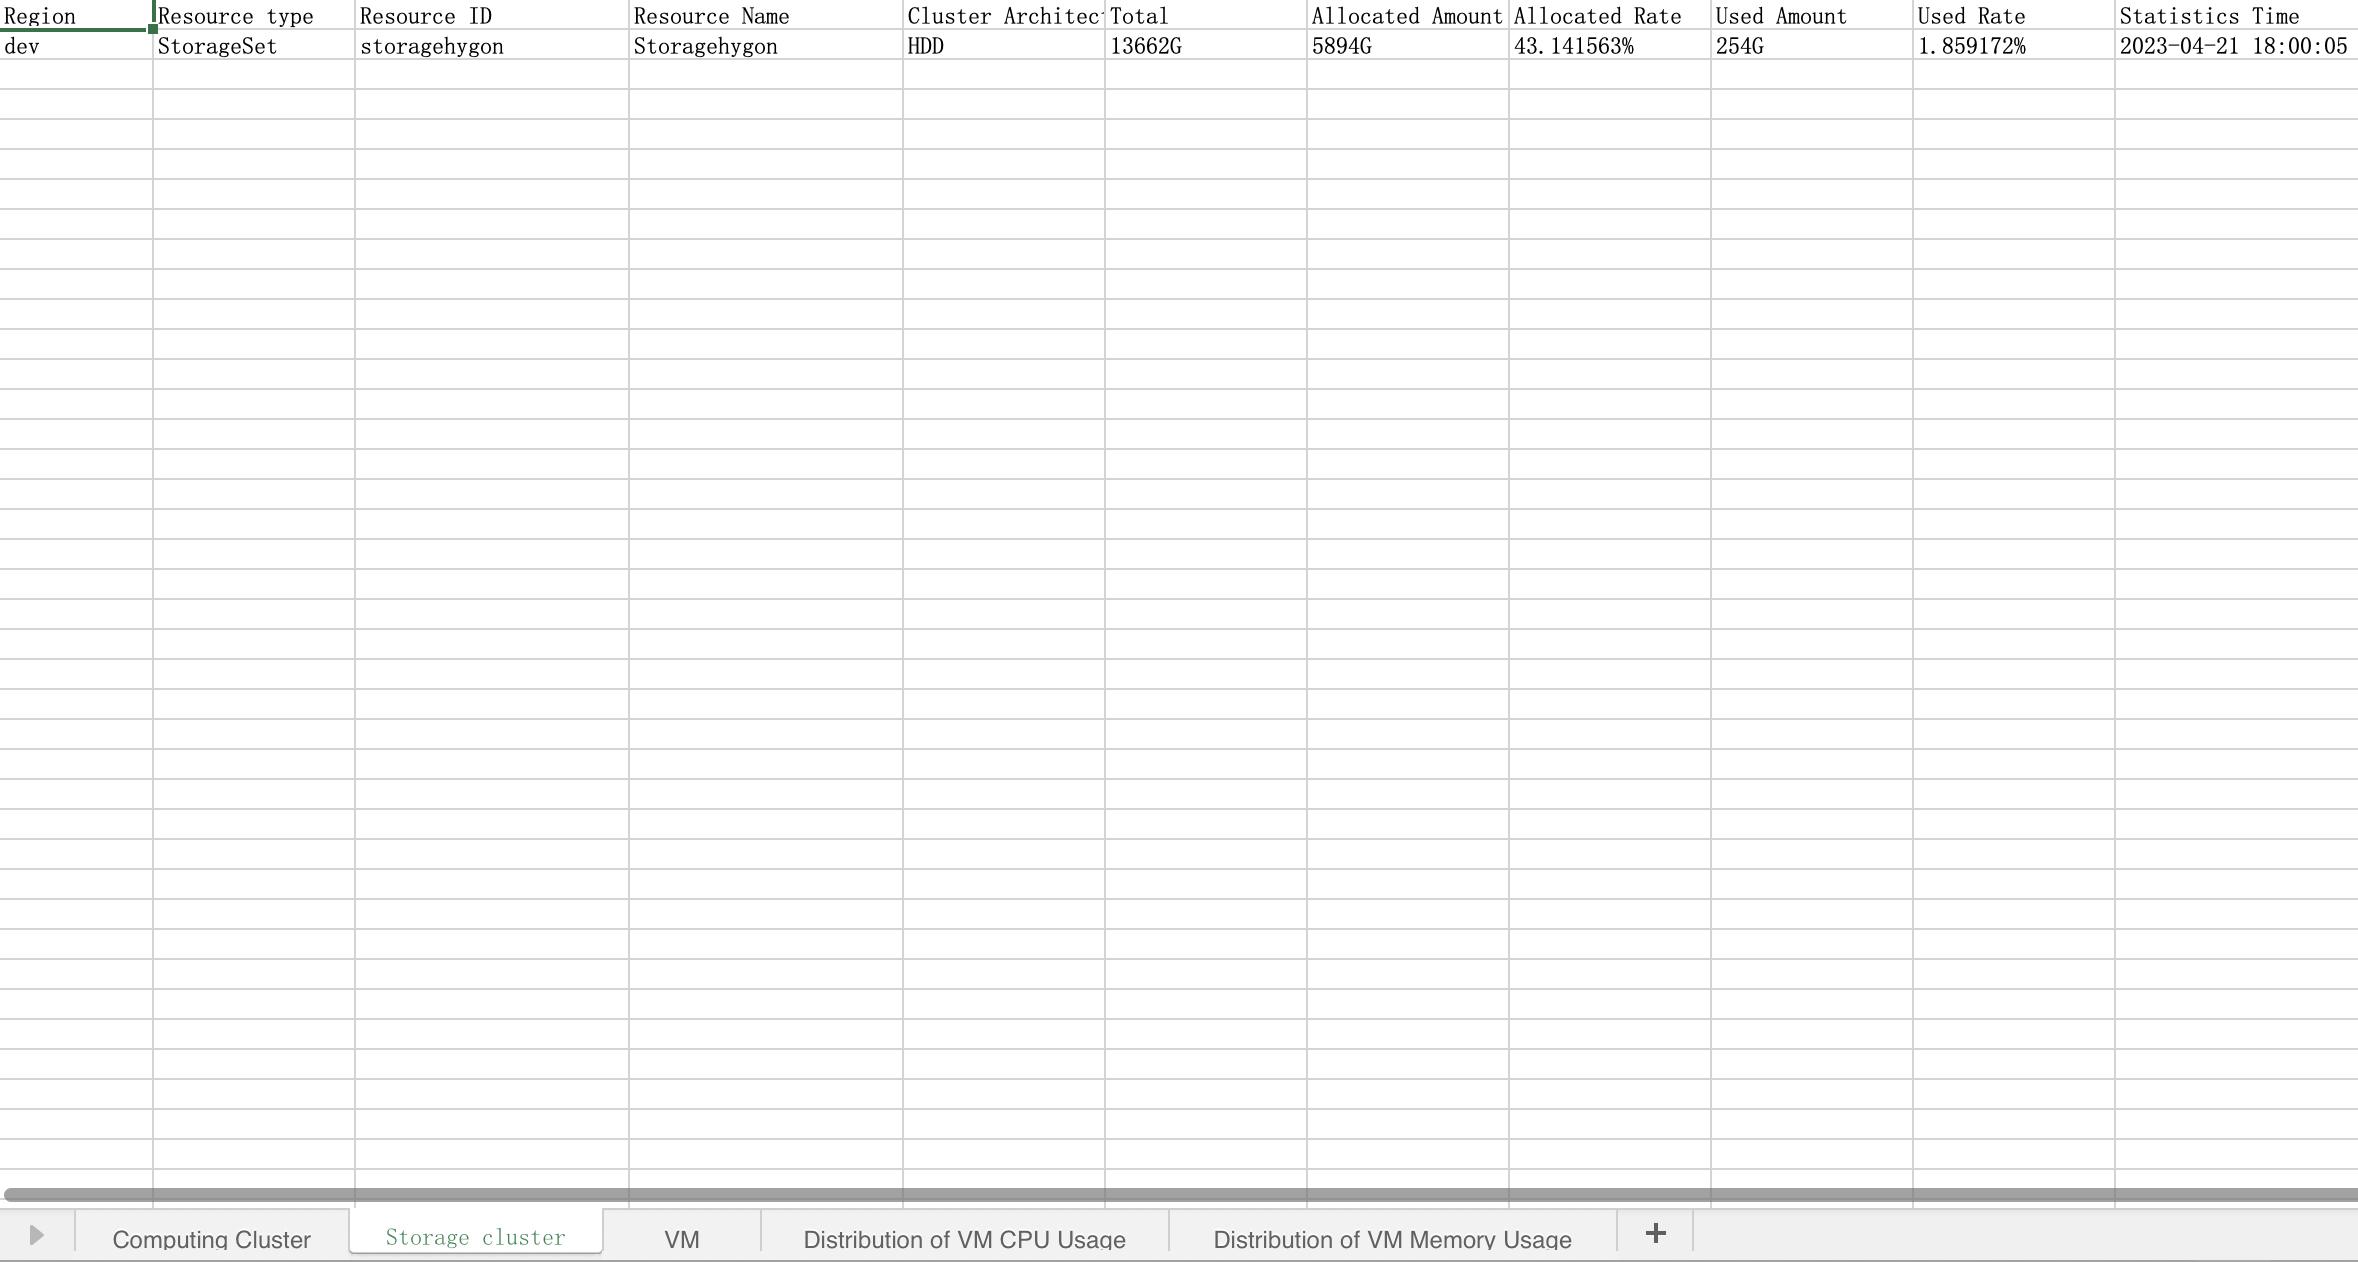 Region Resource type Resource ID Resource Name Cluster Architect Total Allocated Amount Allocated Rate Used Amount Used Rate Statistics Time
dev StorageSet storagehygon Storagehygon HDD 13662G 5894G 43.141563% 254G 1.859172% 2023-04-21 18:00:05
Computing Cluster Storage cluster VM Distribution of VM CPU Usage Distribution of VM Memory Usage +